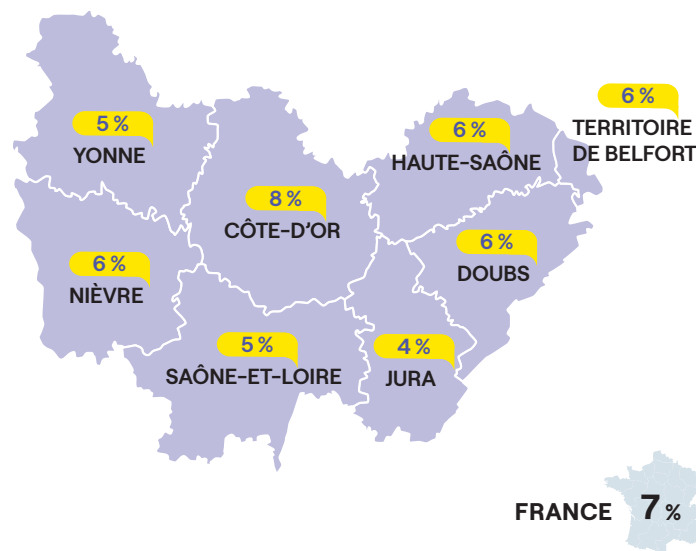 5 %
YONNE
8 %
CÔTE-D'OR
6 %
HAUTE-SAÔNE
6 %
TERRITOIRE
DE BELFORT
6 %
NIÈVRE
6 %
DOUBS
5 %
SAÔNE-ET-LOIRE
4 %
JURA
FRANCE 7 %